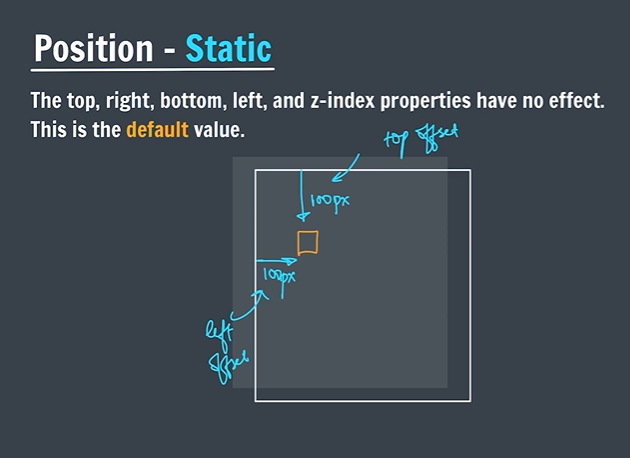 Position - Static
The top, right, bottom, left, and z-index properties have no effect.
This is the default value.
top offset
100px
100px
left
offset